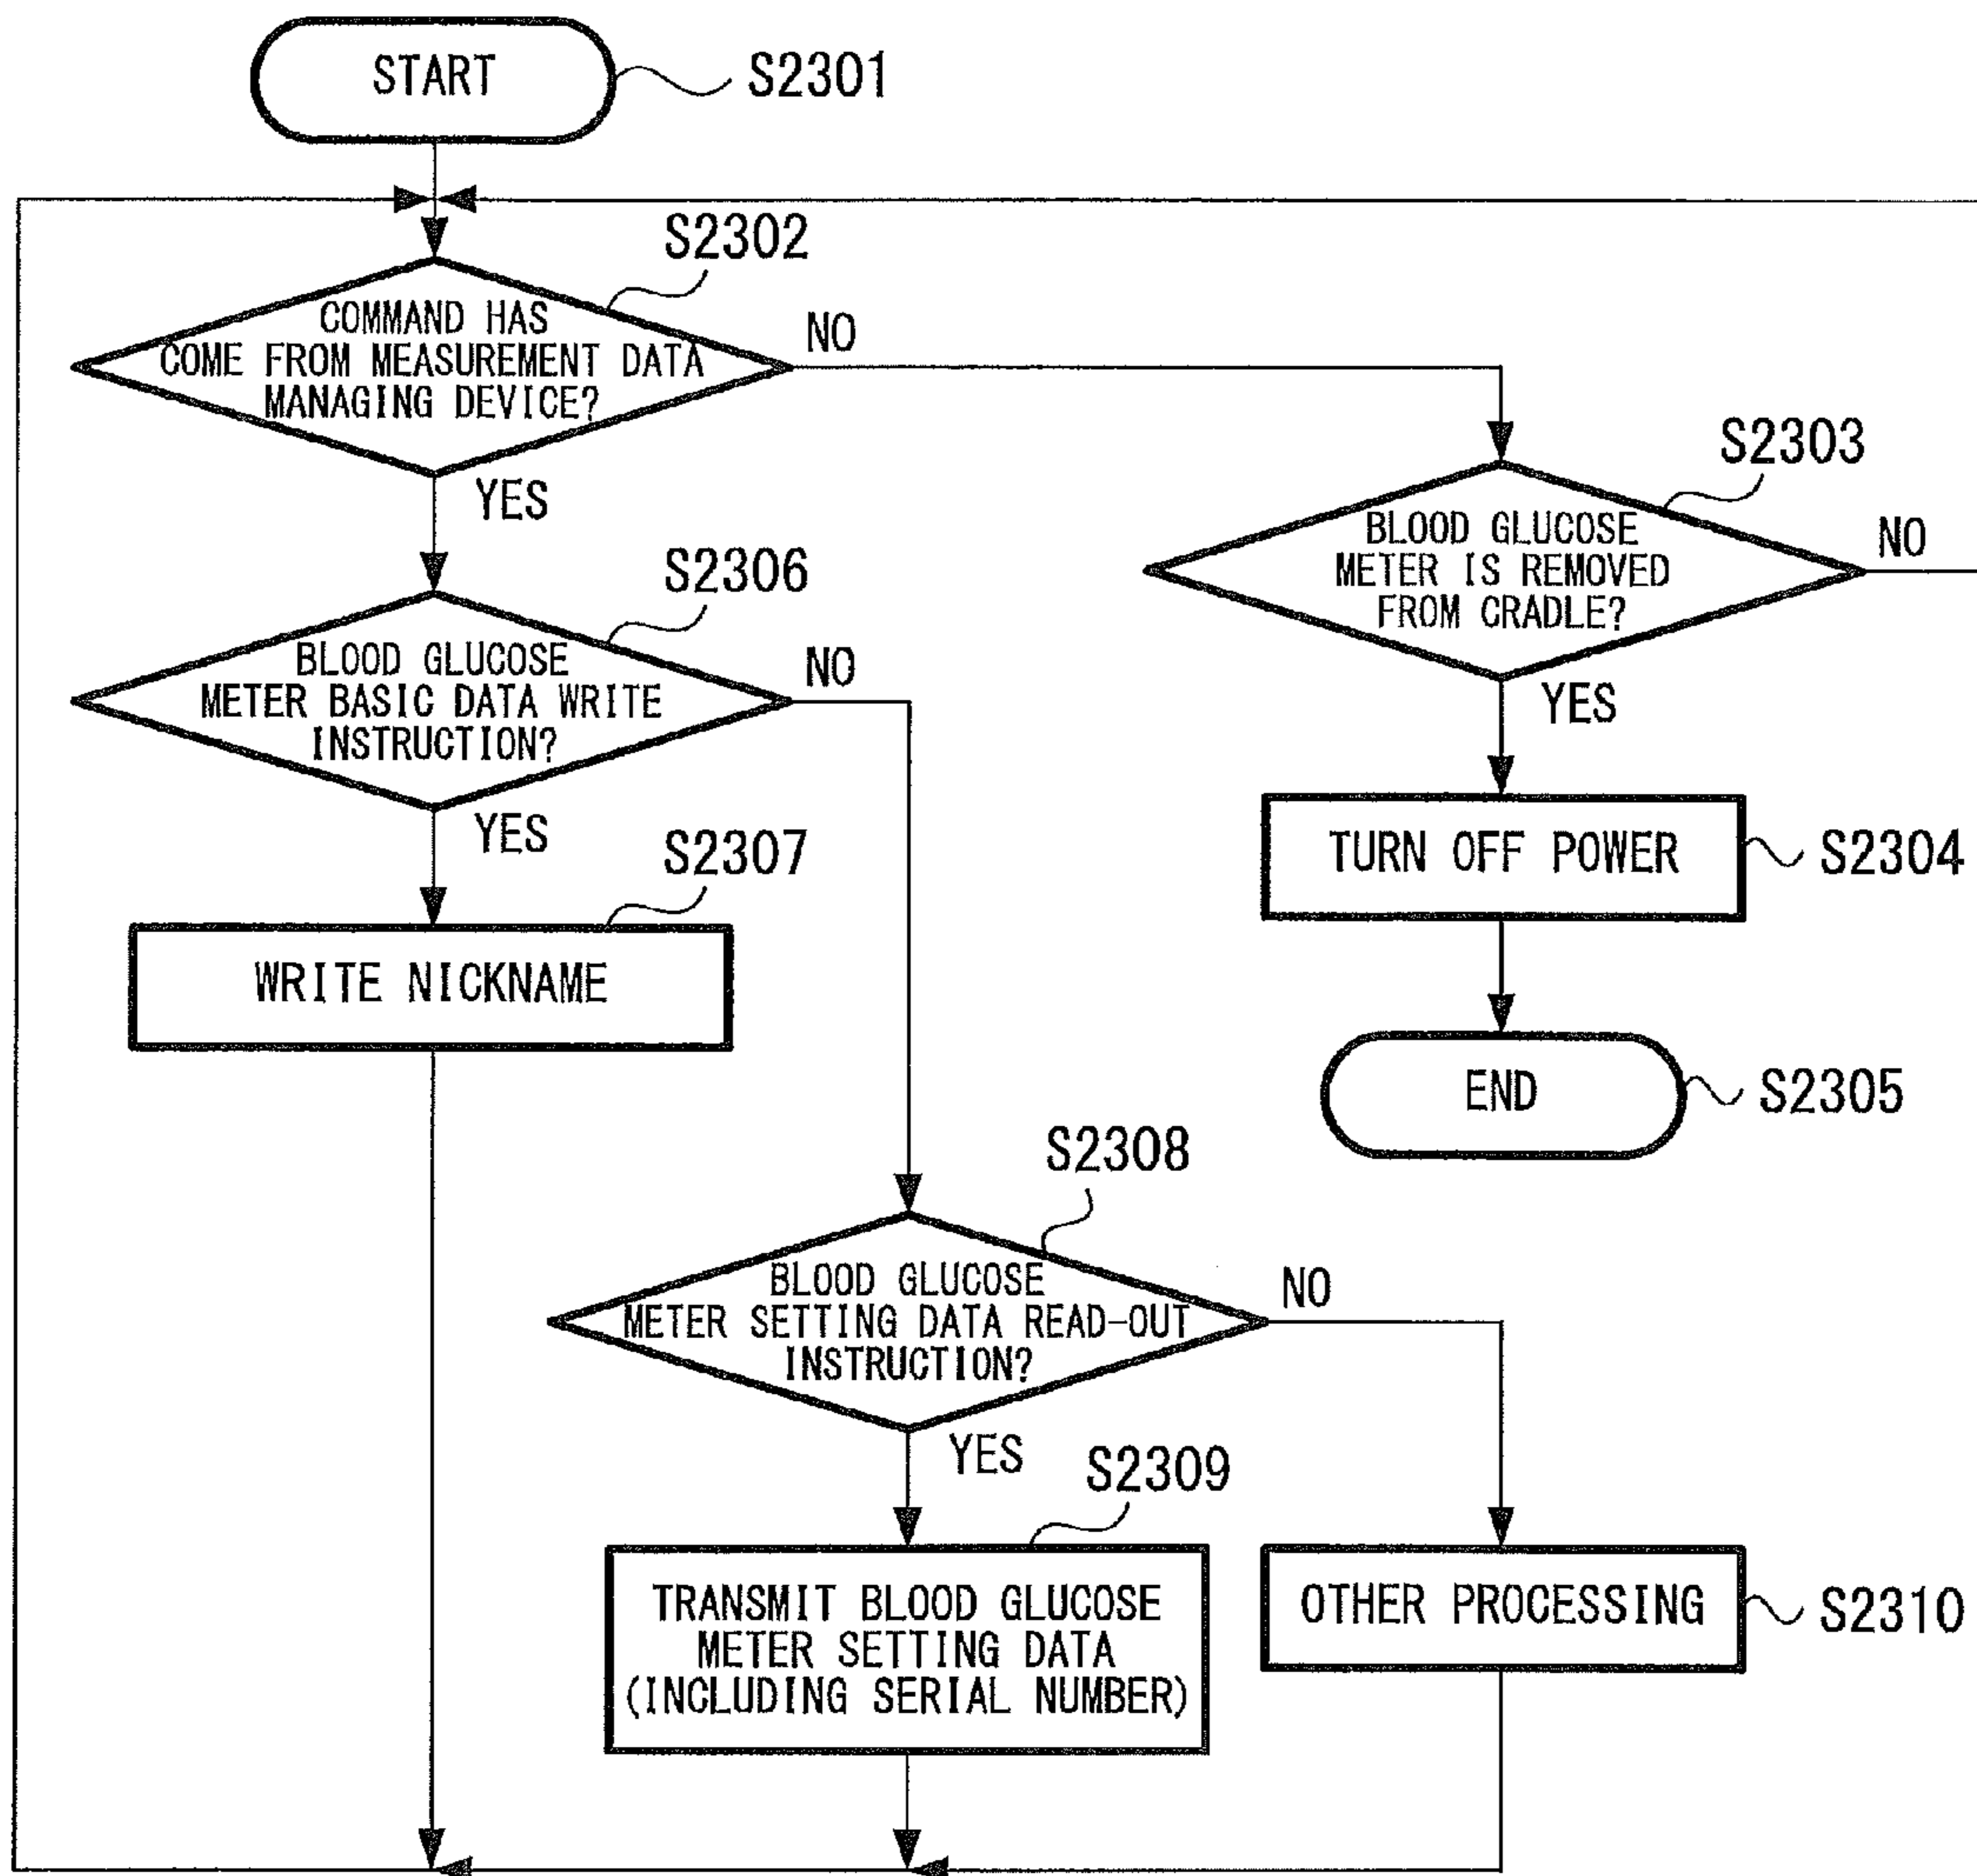 START
S2301
S2302
COMMAND HAS
COME FROM MEASUREMENT DATA
MANAGING DEVICE?
NO
YES
S2303
BLOOD GLUCOSE
METER IS REMOVED
FROM CRADLE?
NO
YES
S2306
BLOOD GLUCOSE
METER BASIC DATA WRITE
INSTRUCTION?
NO
YES
TURN OFF POWER
S2304
S2307
WRITE NICKNAME
END
S2305
S2308
BLOOD GLUCOSE
METER SETTING DATA READ-OUT
INSTRUCTION?
NO
YES
S2309
TRANSMIT BLOOD GLUCOSE
METER SETTING DATA
(INCLUDING SERIAL NUMBER)
OTHER PROCESSING
S2310